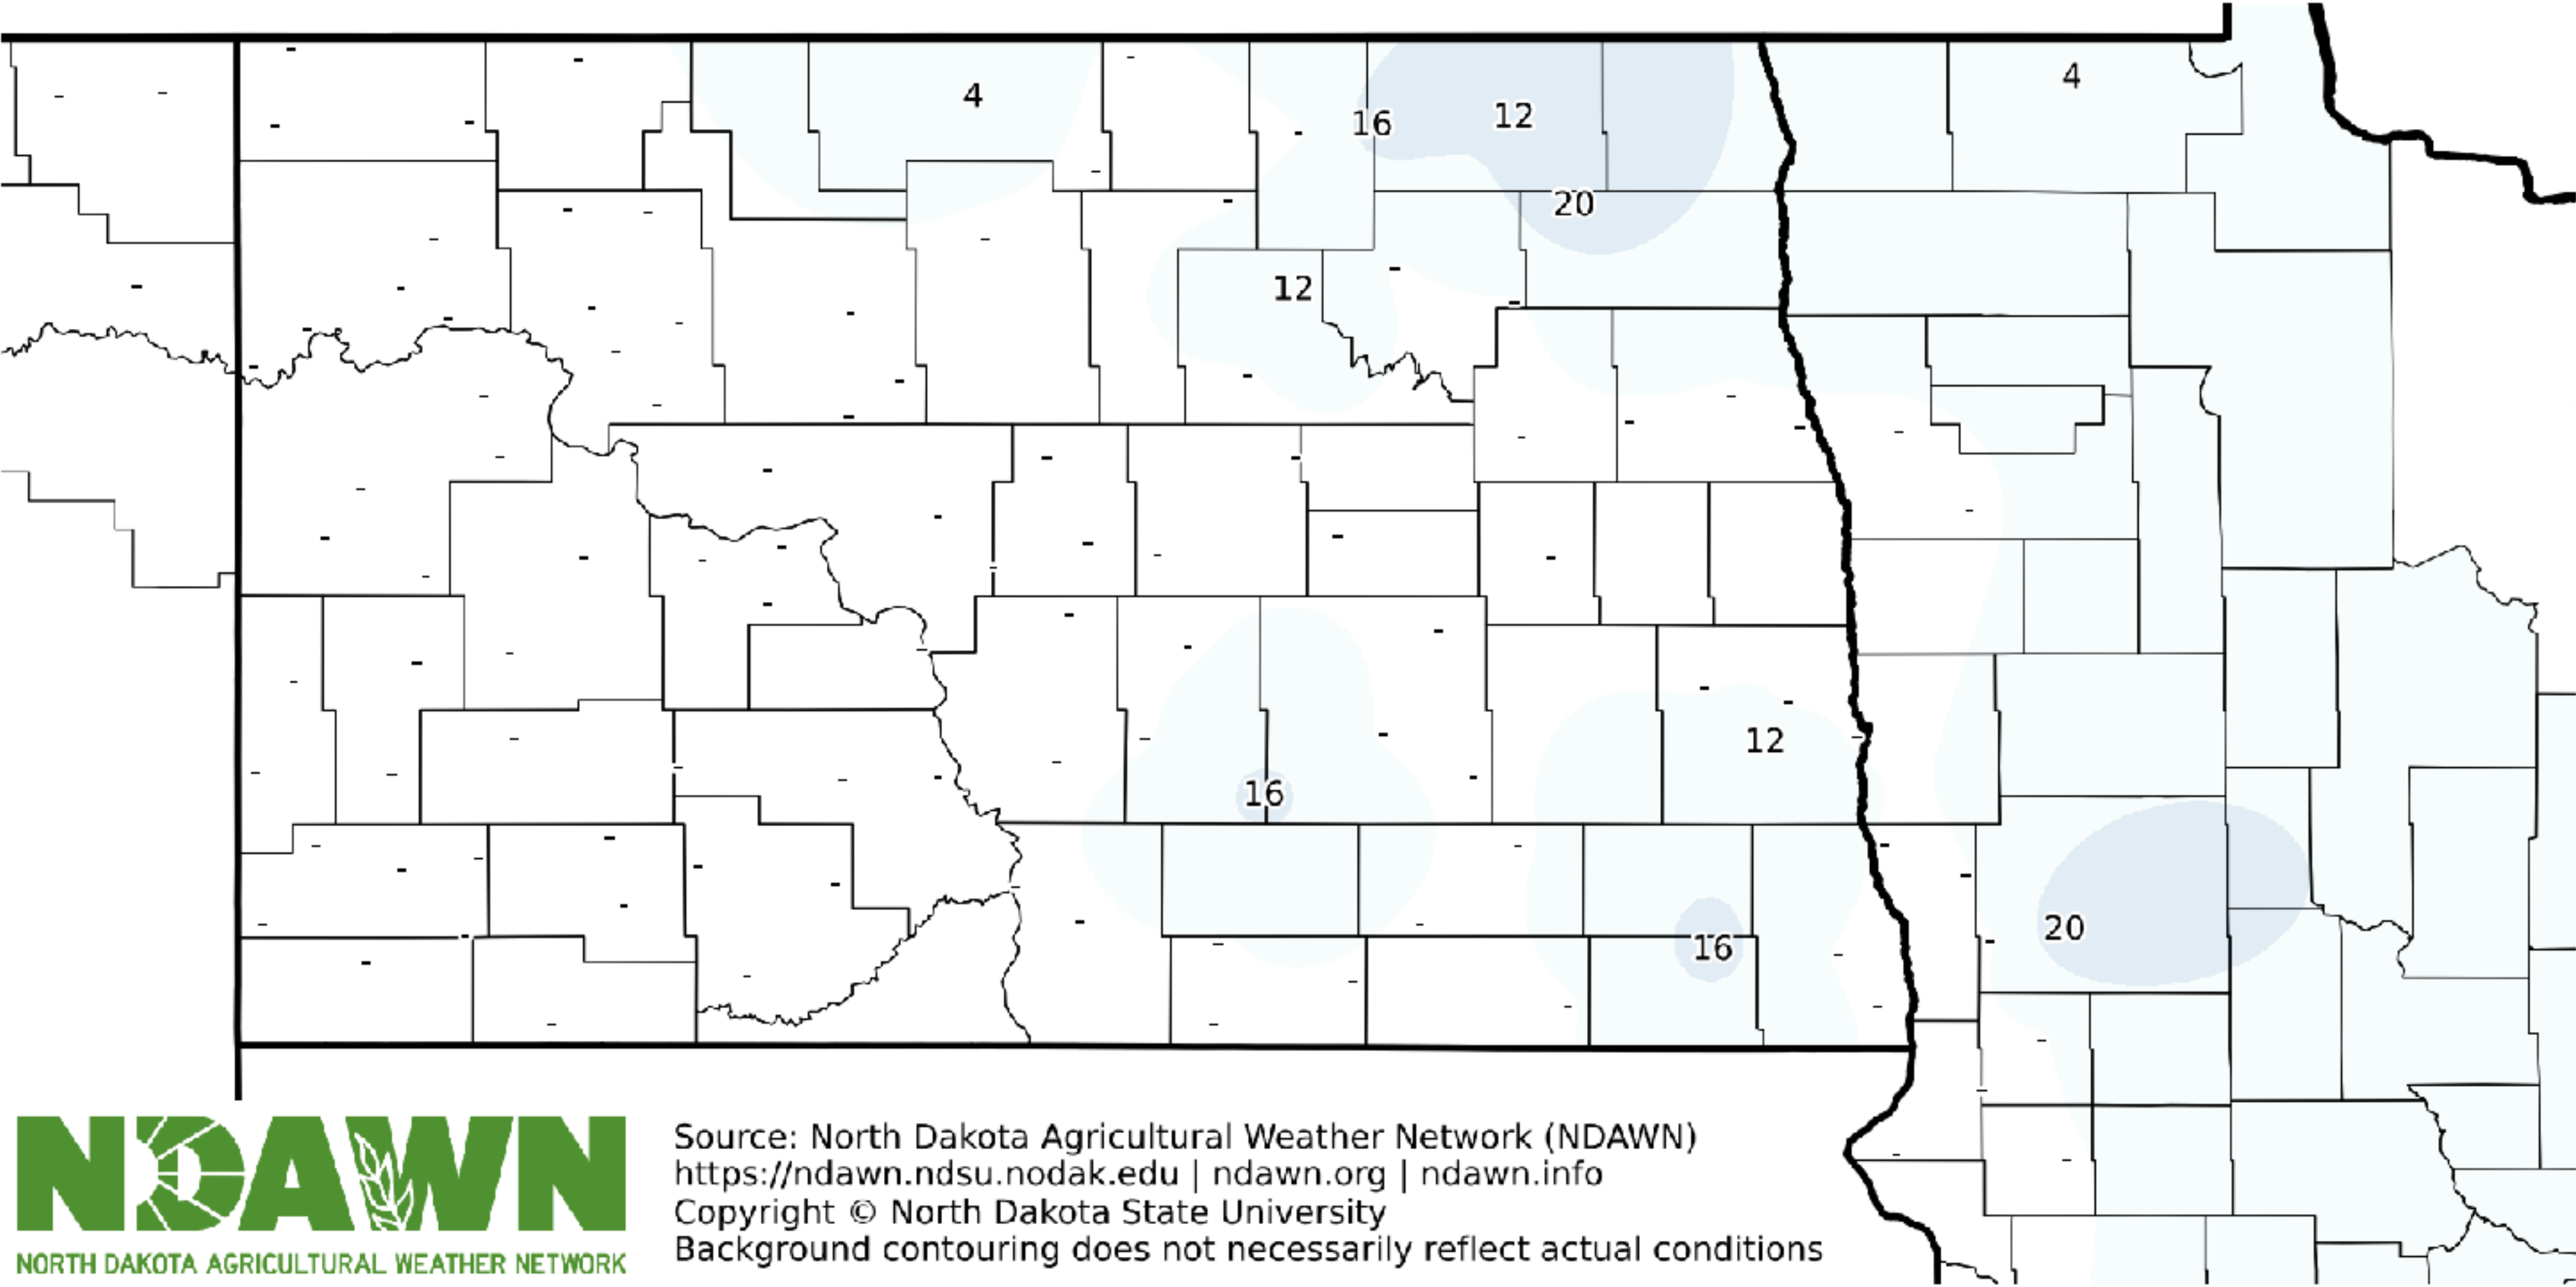 4
4
16
12
20
12
12
16
20
16
NDAWN
NORTH DAKOTA AGRICULTURAL WEATHER NETWORK
Source: North Dakota Agricultural Weather Network (NDAWN)
https://ndawn.ndsu.nodak.edu | ndawn.org | ndawn.info
Copyright © North Dakota State University
Background contouring does not necessarily reflect actual conditions